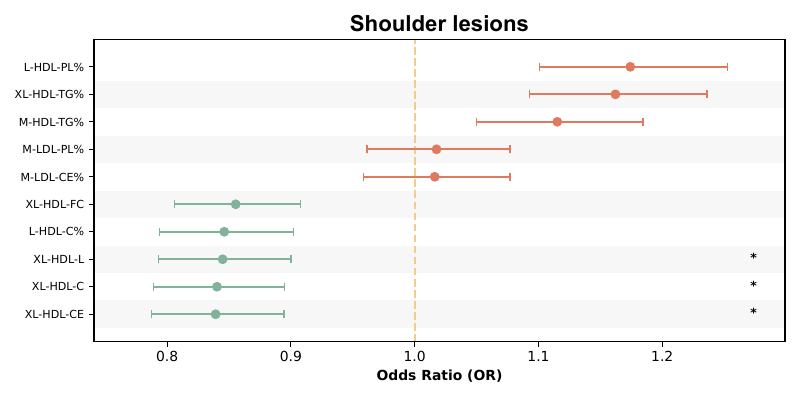 Shoulder lesions
L-HDL-PL%
XL-HDL-TG%
M-HDL-TG%
M-LDL-PL%
M-LDL-CE%
XL-HDL-FC
L-HDL-C%
XL-HDL-L *
XL-HDL-C *
XL-HDL-CE *
0.8 0.9 1.0 1.1 1.2
Odds Ratio (OR)